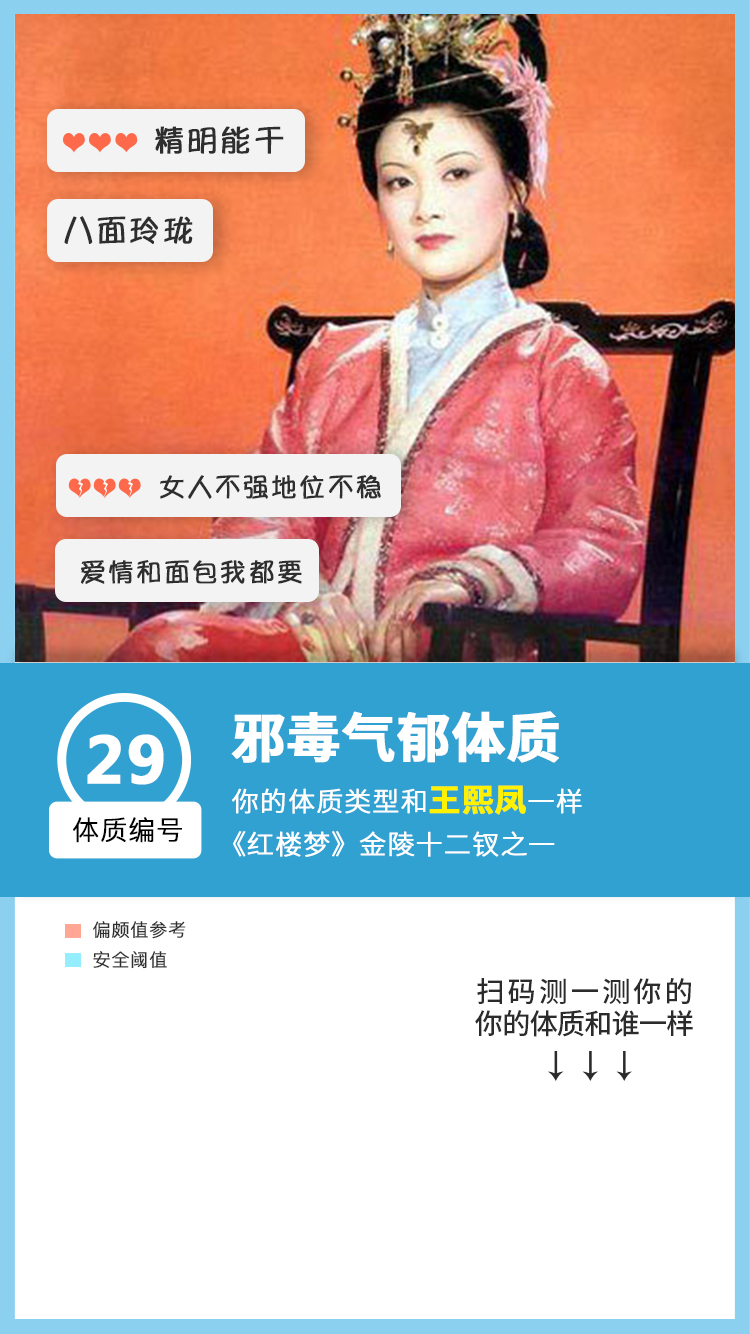 精明能干
八面玲珑
女人不强地位不稳
爱情和面包我都要
29
体质编号
邪毒气郁体质
你的体质类型和王熙凤一样
《红楼梦》金陵十二钗之一
偏颇值参考
安全阈值
扫码测一测你的
你的体质和谁一样
↓ ↓ ↓